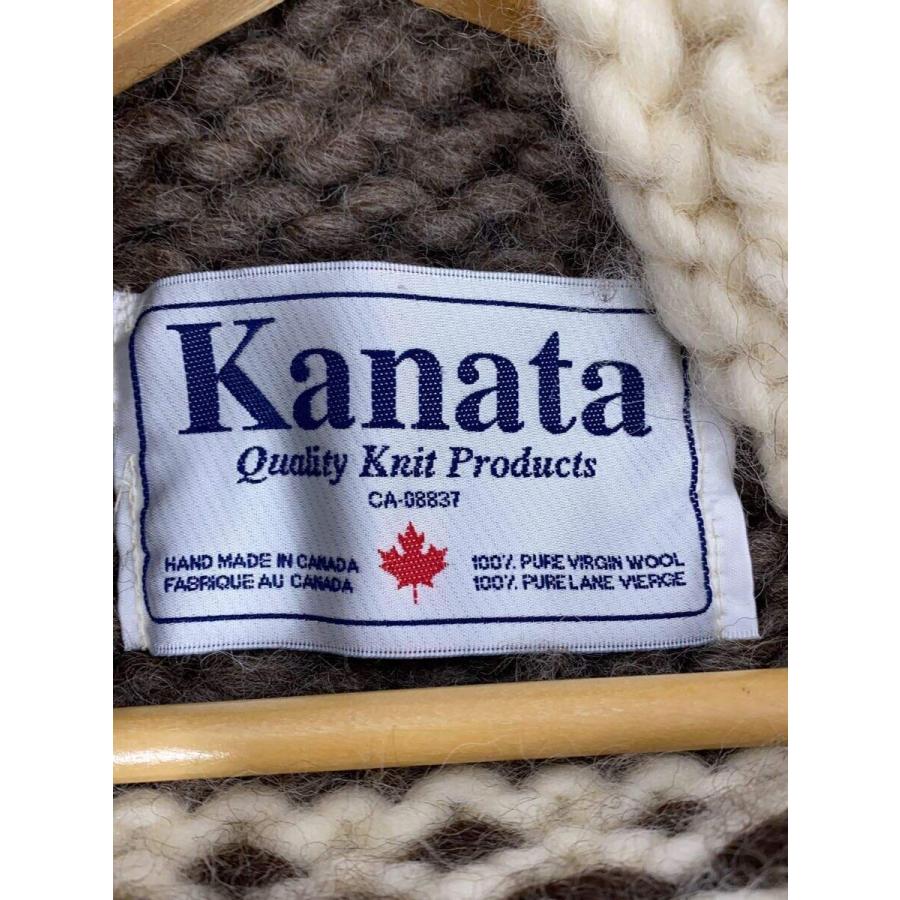 Kanata
Quality Knit Products
CA-08837
HAND MADE IN CANADA
FABRIQUE AU CANADA
100% PURE VIRGIN WOOL
100% PURE LANE VIERGE